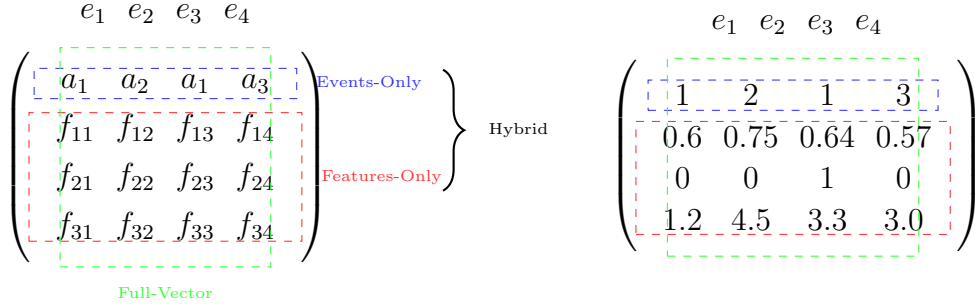 e₁ e₂ e₃ e₄
a₁ a₂ a₁ a₃ Events-Only
f₁₁ f₁₂ f₁₃ f₁₄
Hybrid
f₂₁ f₂₂ f₂₃ f₂₄ Features-Only
f₃₁ f₃₂ f₃₃ f₃₄
Full-Vector
e₁ e₂ e₃ e₄
1 2 1 3
0.6 0.75 0.64 0.57
0 0 1 0
1.2 4.5 3.3 3.0